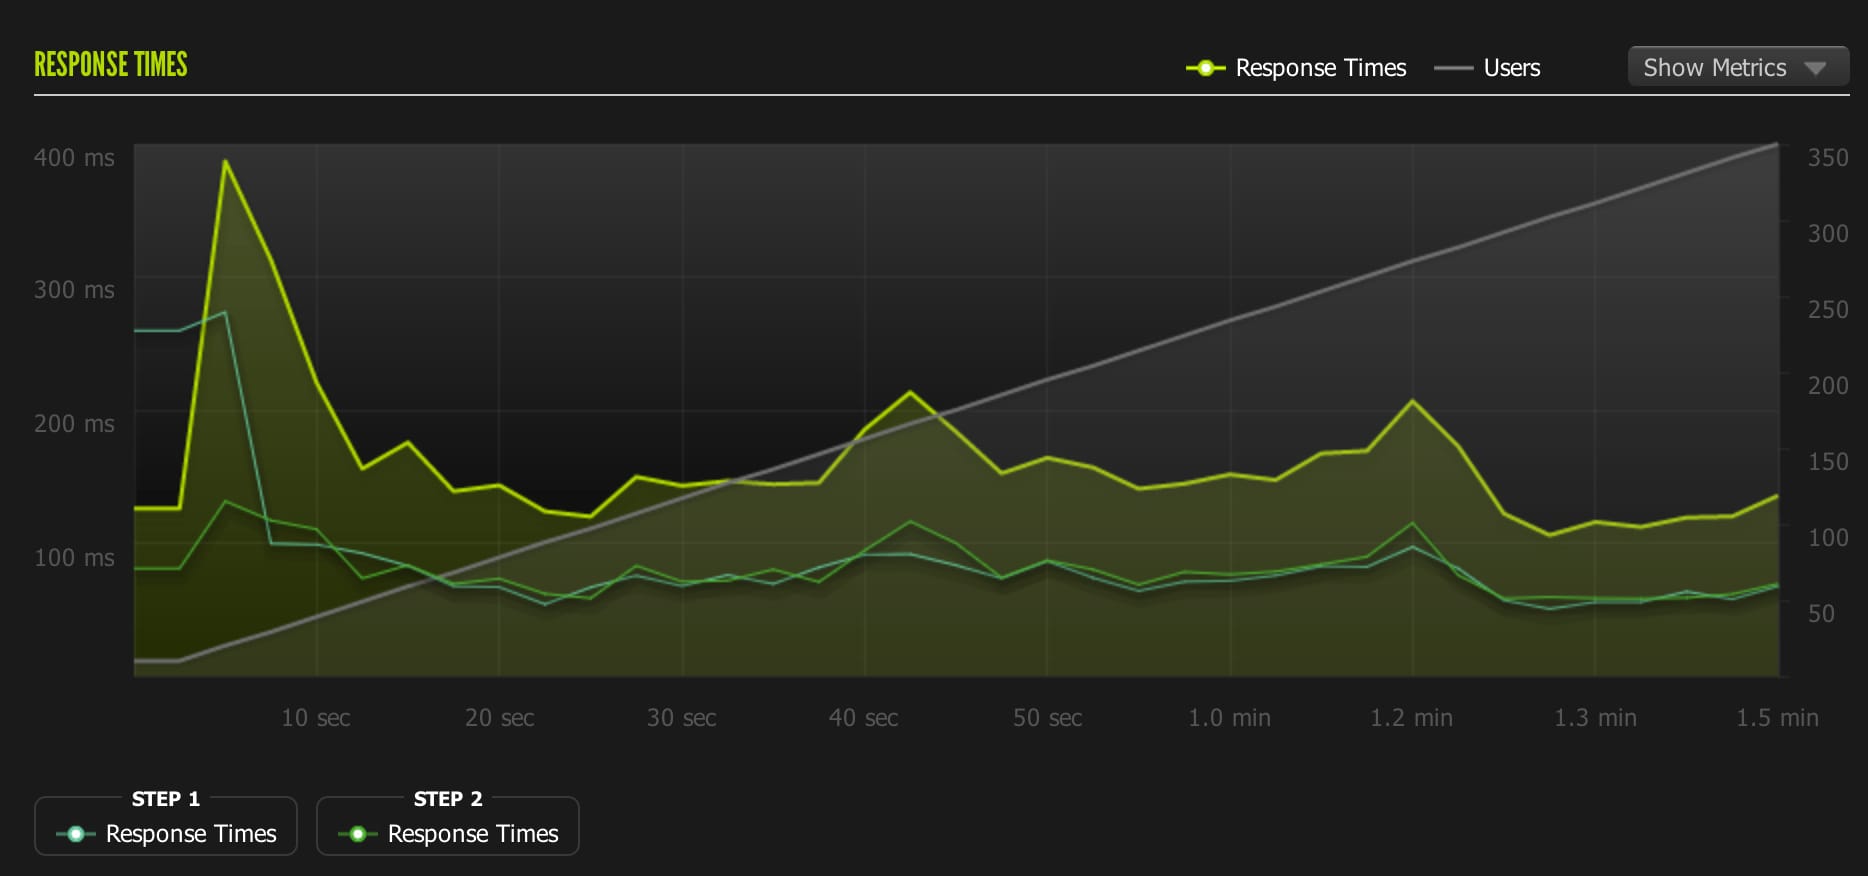 RESPONSE TIMES
Response Times Users Show Metrics
400 ms 350
300
300 ms
250
200
200 ms
150
100
100 ms
50
10 sec 20 sec 30 sec 40 sec 50 sec 1.0 min 1.2 min 1.3 min 1.5 min
STEP 1 STEP 2
Response Times Response Times